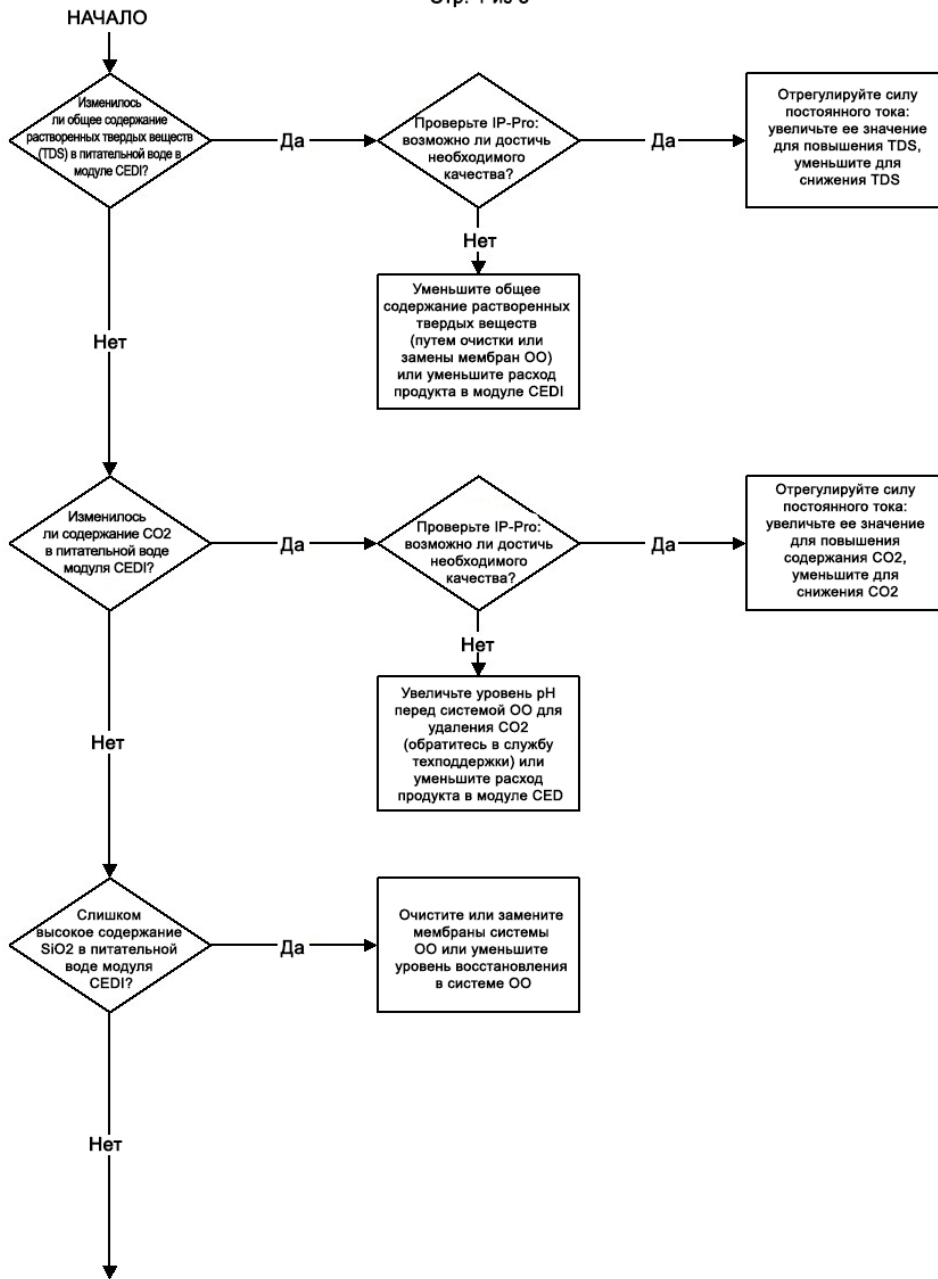 НАЧАЛО
Изменилось
ли общее содержание
растворенных твердых веществ
(TDS) в питательной воде в
модуле CEDI?
Да
Проверьте IP-Pro:
возможно ли достичь
необходимого
качества?
Да
Отрегулируйте силу
постоянного тока:
увеличьте ее значение
для повышения TDS,
уменьшите для
снижения TDS
Нет
Уменьшите общее
содержание растворенных
твердых веществ
(путем очистки или
замены мембран ОО)
или уменьшите расход
продукта в модуле CEDI
Нет
Изменилось
ли содержание CO2
в питательной воде
модуля CEDI?
Да
Проверьте IP-Pro:
возможно ли достичь
необходимого
качества?
Да
Отрегулируйте силу
постоянного тока:
увеличьте ее значение
для повышения
содержания CO2,
уменьшите для
снижения CO2
Нет
Увеличьте уровень pH
перед системой ОО для
удаления CO2
(обратитесь в службу
техподдержки) или
уменьшите расход
продукта в модуле CED
Нет
Слишком
высокое содержание
SiO2 в питательной
воде модуля
CEDI?
Да
Очистите или замените
мембраны системы
ОО или уменьшите
уровень восстановления
в системе ОО
Нет